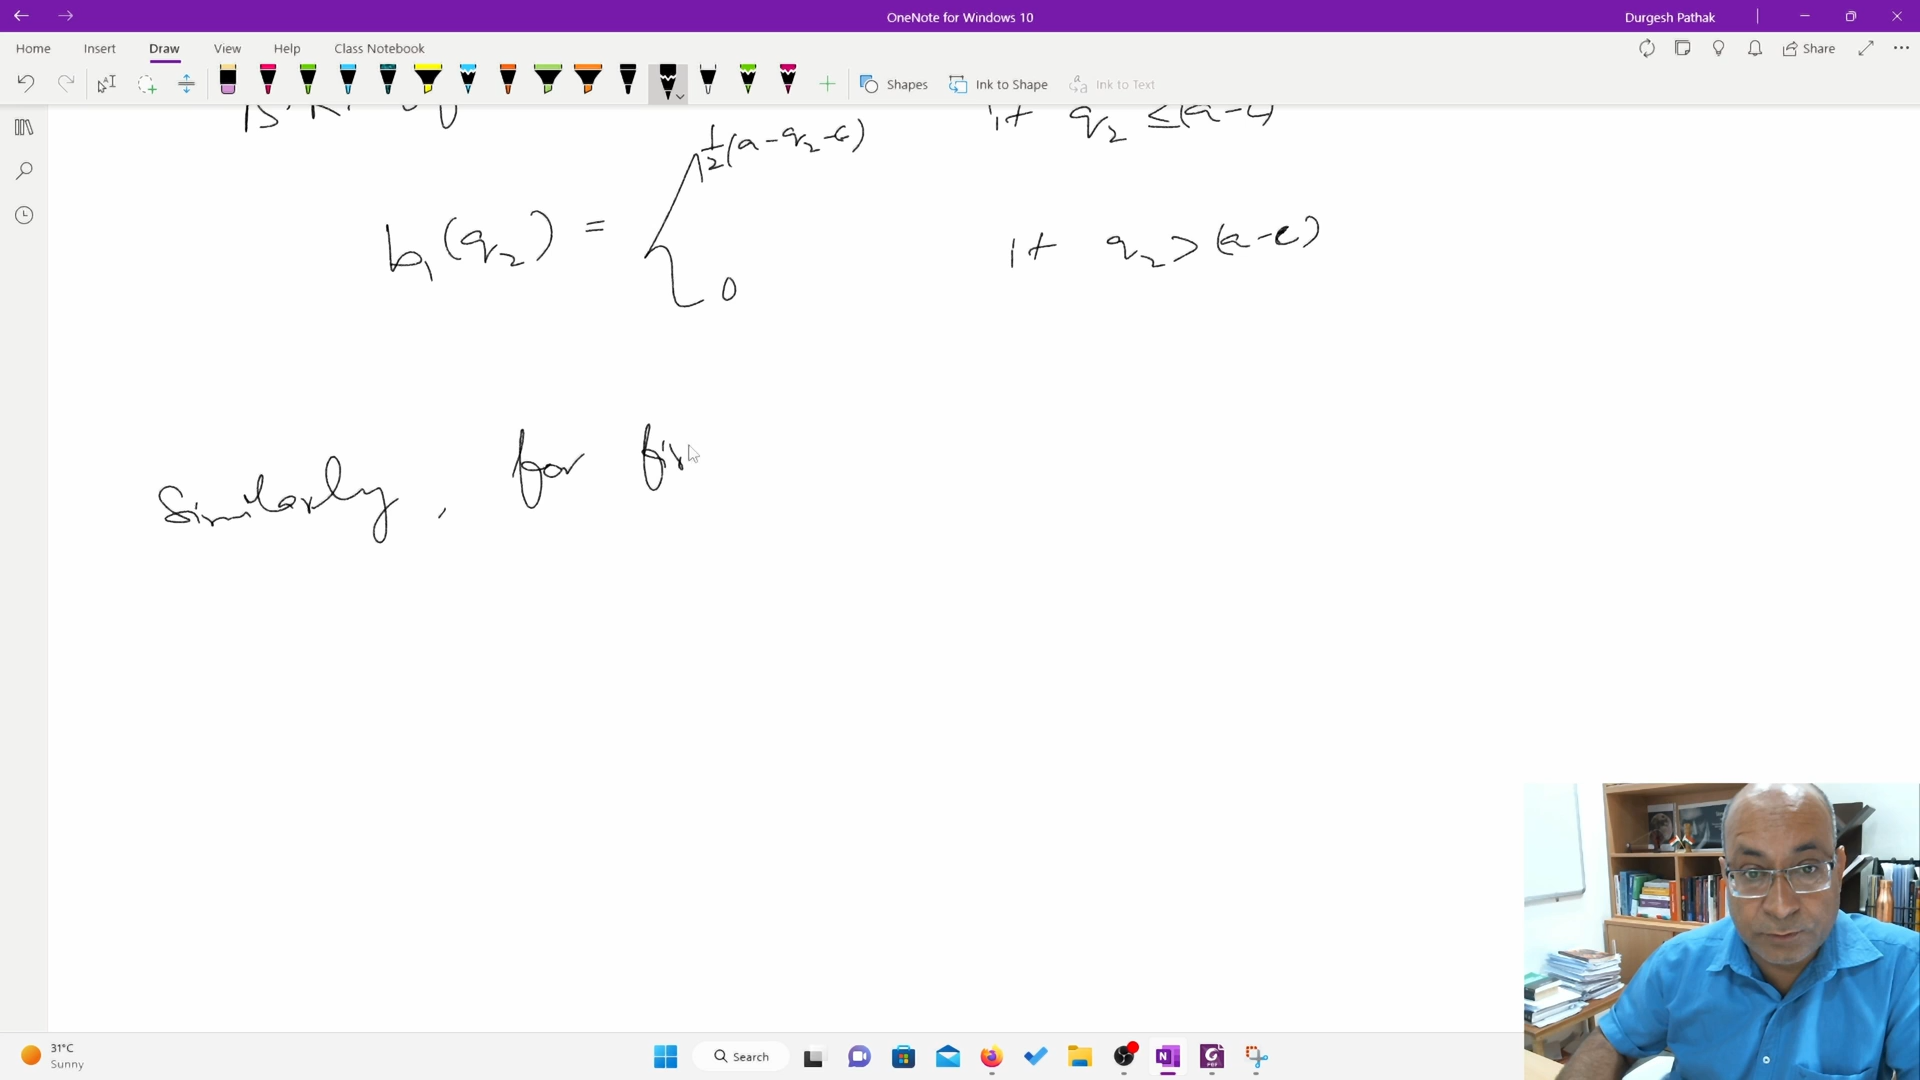 OneNote for Windows 10
Durgesh Pathak
Home Insert Draw View Help Class Notebook
Share
Shapes Ink to Shape Ink to Text
B.R. of
½(a-q₂-c) if q₂ ≤(a-c)
b₁(q₂) =
0 if q₂ > (a-c)
Similarly, for fir
31°C
Sunny
Search